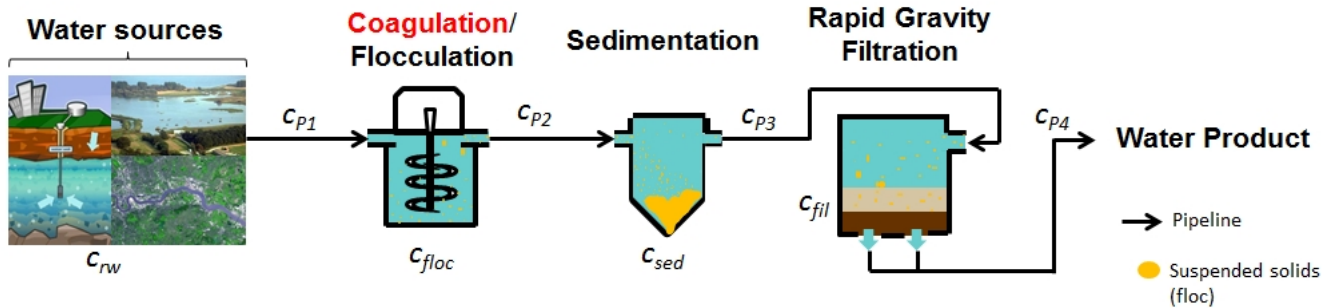 Water sources
Coagulation/
Flocculation
Sedimentation
Rapid Gravity
Filtration
c_P1
c_P2
c_P3
c_P4
Water Product
c_rw
c_floc
c_sed
c_fil
Pipeline
Suspended solids
(floc)